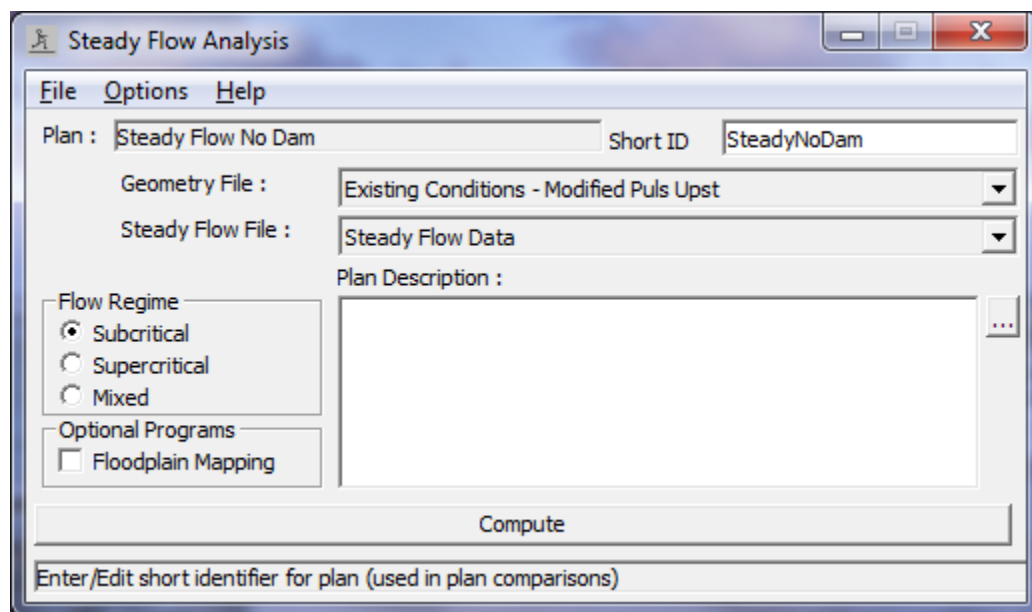 Steady Flow Analysis
File Options Help
Plan : Steady Flow No Dam Short ID SteadyNoDam
Geometry File : Existing Conditions - Modified Puls Upst
Steady Flow File : Steady Flow Data
Plan Description :
Flow Regime
Subcritical
Supercritical
Mixed
Optional Programs
Floodplain Mapping
...
Compute
Enter/Edit short identifier for plan (used in plan comparisons)